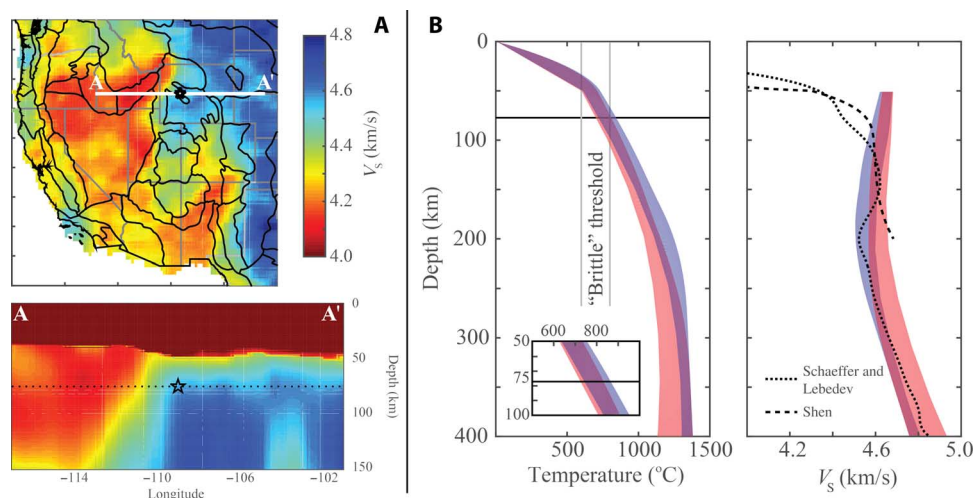 A
4.8
4.6
4.4
4.2
4.0
V_S (km/s)
A A'
A A'
0
50
100
150
Depth (km)
−114 −110 −106 −102
Longitude
B
0
100
200
300
400
Depth (km)
"Brittle" threshold
600 800
50
75
100
500 1000 1500
Temperature (°C)
Schaeffer and
Lebedev
Shen
4.2 4.6 5.0
V_S (km/s)